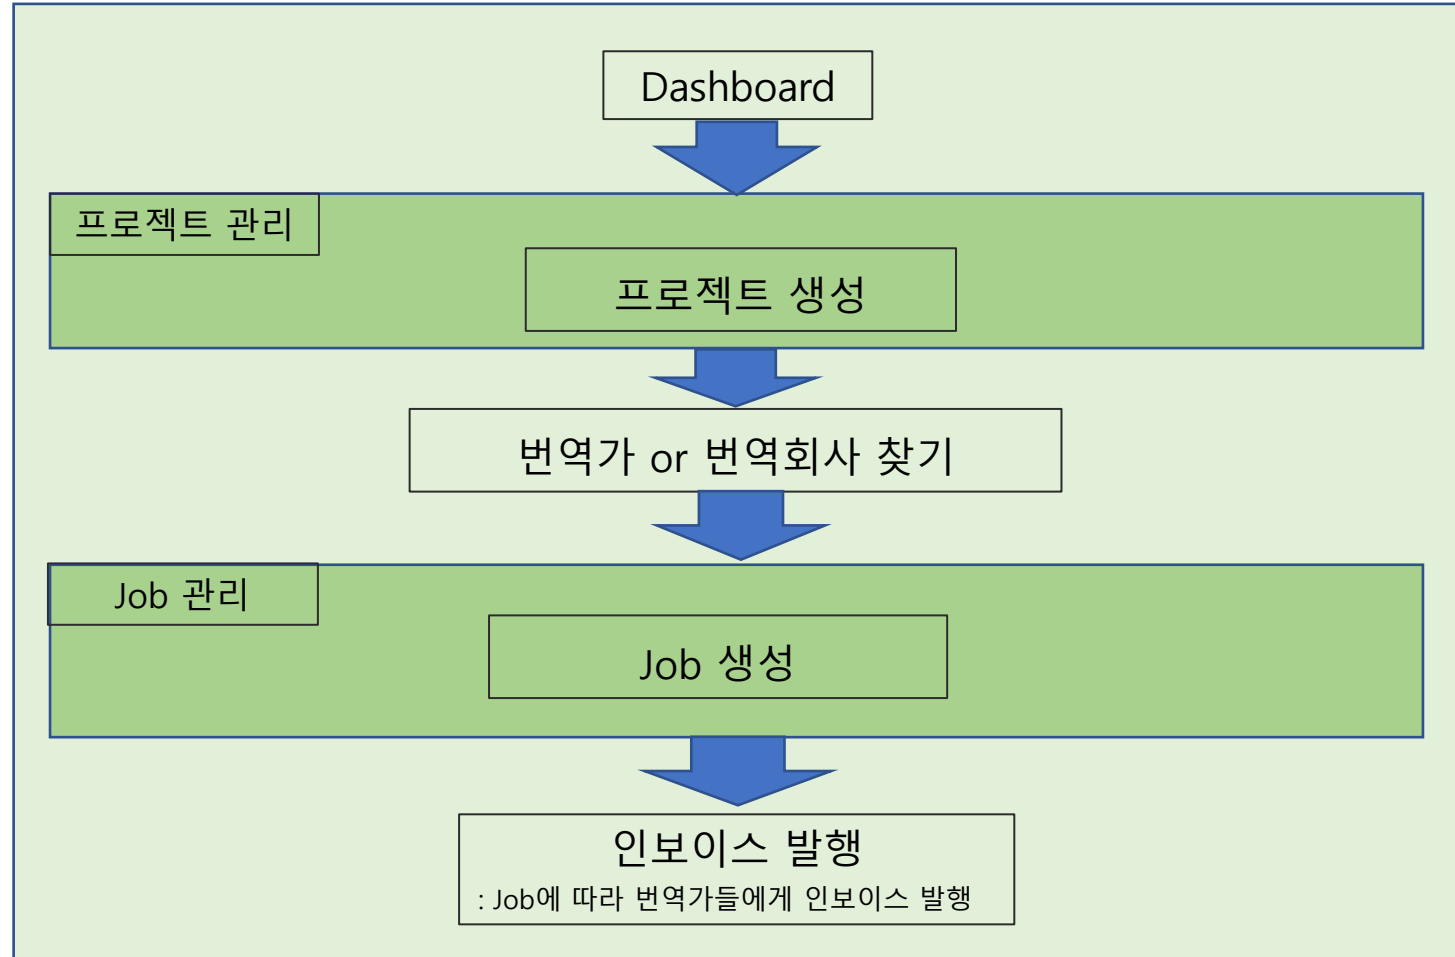 Dashboard
프로젝트 관리
프로젝트 생성
번역가 or 번역회사 찾기
Job 관리
Job 생성
인보이스 발행
: Job에 따라 번역가들에게 인보이스 발행